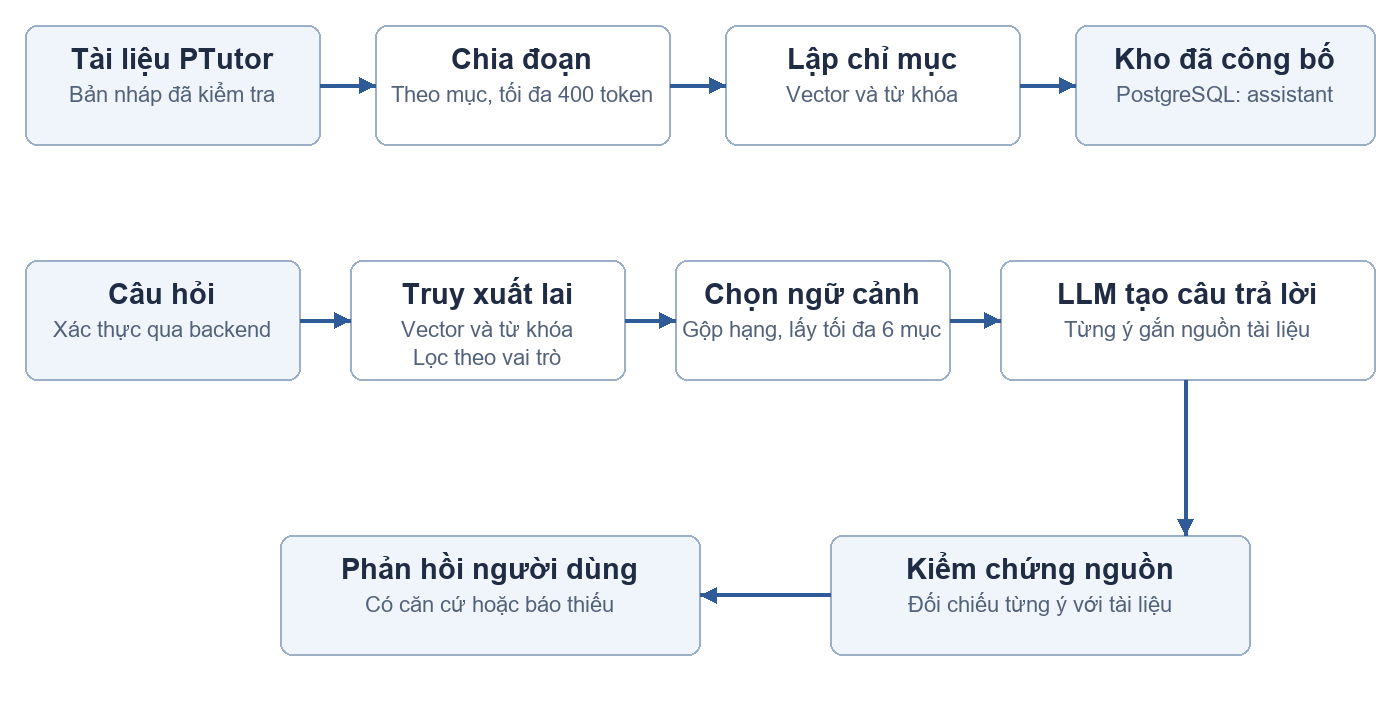 Tài liệu PTutor
Bản nháp đã kiểm tra
Chia đoạn
Theo mục, tối đa 400 token
Lập chỉ mục
Vector và từ khóa
Kho đã công bố
PostgreSQL: assistant
Câu hỏi
Xác thực qua backend
Truy xuất lai
Vector và từ khóa
Lọc theo vai trò
Chọn ngữ cảnh
Gộp hạng, lấy tối đa 6 mục
LLM tạo câu trả lời
Từng ý gắn nguồn tài liệu
Phản hồi người dùng
Có căn cứ hoặc báo thiếu
Kiểm chứng nguồn
Đối chiếu từng ý với tài liệu